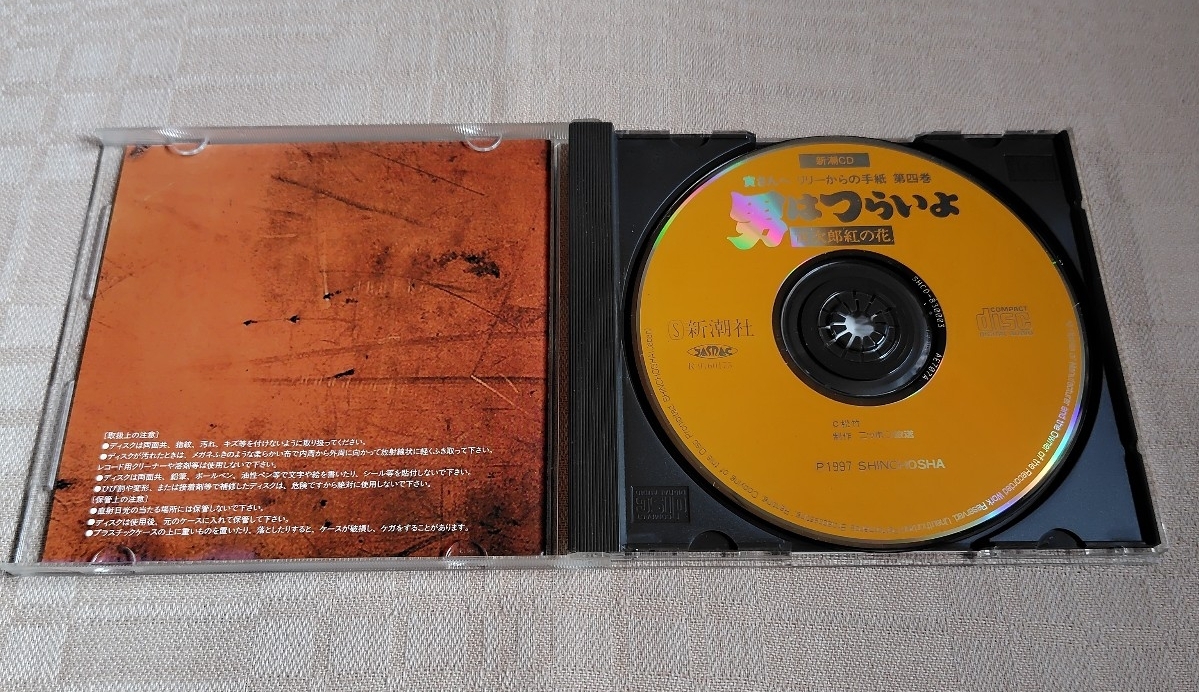 [取扱上の注意]
●ディスクは両面共、指紋、汚れ、キズ等を付けないように取り扱ってください。
●ディスクが汚れたときは、メガネふきのような柔らかい布で内周から外周に向かって放射線状に軽くふき取って下さい。
レコード用クリーナーや溶剤等は使用しないで下さい。
●ディスクは両面共、鉛筆、ボールペン、油性ペン等で文字や絵を書いたり、シール等を貼付しないで下さい。
●ひび割や変形、または接着剤等で補修したディスクは、危険ですから絶対に使用しないで下さい。
[保管上の注意]
●直射日光の当たる場所には保管しないで下さい。
●ディスクは使用後、元のケースに入れて保管して下さい。
●プラスチックケースの上に重いものを置いたり、落としたりすると、ケースが破損し、ケガをすることがあります。
新潮CD
寅さんへ リリーからの手紙 第四巻
男はつらいよ
次郎紅の花
Ⓢ新潮社
JASRAC
COMPACT
disc
DIGITAL AUDIO
P1997 SHINCHOSHA
COMPACT
disc
DIGITAL AUDIO